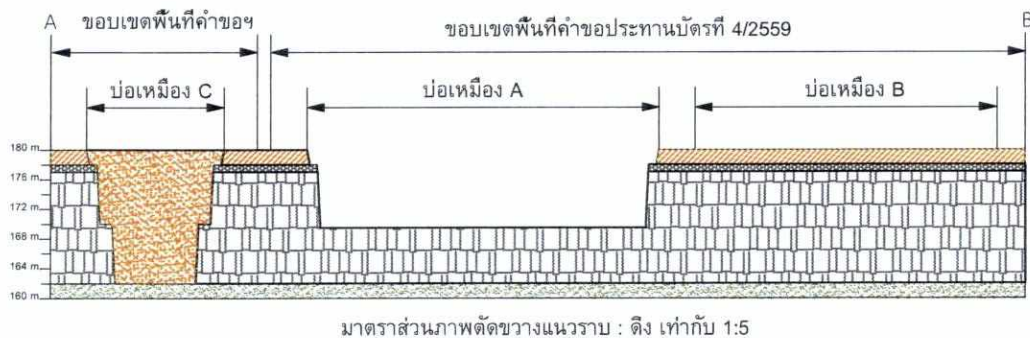 A ขอบเขตพื้นที่คำขอฯ ขอบเขตพื้นที่คำขอประทานบัตรที่ 4/2559 B
บ่อเหมือง C บ่อเหมือง A บ่อเหมือง B
180 m
176 m
172 m
168 m
164 m
160 m
มาตราส่วนภาพตัดขวางแนวราบ : ดิ่ง เท่ากับ 1:5